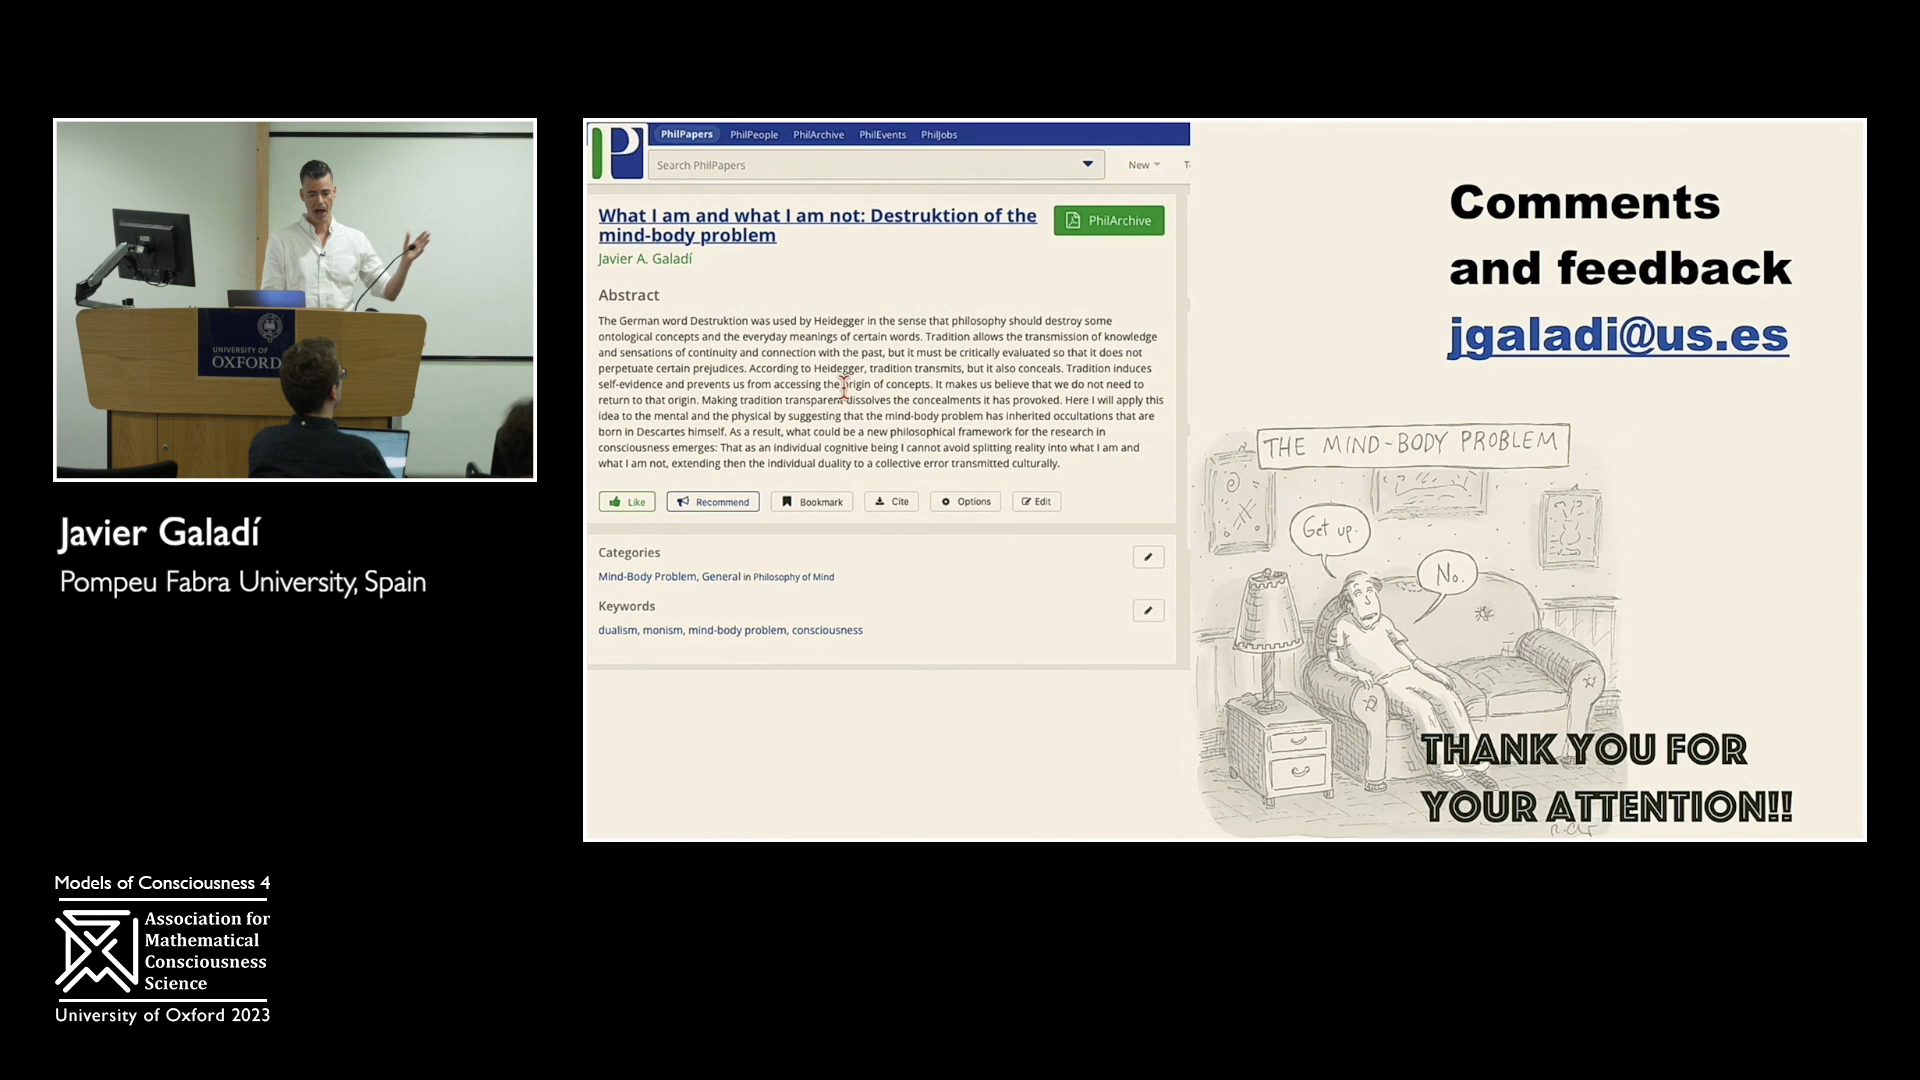 UNIVERSITY OF
OXFORD
Javier Galadí
Pompeu Fabra University, Spain
Models of Consciousness 4
Association for
Mathematical
Consciousness
Science
University of Oxford 2023
PhilPapers PhilPeople PhilArchive PhilEvents PhilJobs
Search PhilPapers
New
What I am and what I am not: Destruktion of the
mind-body problem
PhilArchive
Javier A. Galadí
Abstract
The German word Destruktion was used by Heidegger in the sense that philosophy should destroy some
ontological concepts and the everyday meanings of certain words. Tradition allows the transmission of knowledge
and sensations of continuity and connection with the past, but it must be critically evaluated so that it does not
perpetuate certain prejudices. According to Heidegger, tradition transmits, but it also conceals. Tradition induces
self-evidence and prevents us from accessing the origin of concepts. It makes us believe that we do not need to
return to that origin. Making tradition transparent dissolves the concealments it has provoked. Here I will apply this
idea to the mental and the physical by suggesting that the mind-body problem has inherited occultations that are
born in Descartes himself. As a result, what could be a new philosophical framework for the research in
consciousness emerges: That as an individual cognitive being I cannot avoid splitting reality into what I am and
what I am not, extending then the individual duality to a collective error transmitted culturally.
Like Recommend Bookmark Cite Options Edit
Categories
Mind-Body Problem, General in Philosophy of Mind
Keywords
dualism, monism, mind-body problem, consciousness
Comments
and feedback
jgaladi@us.es
THE MIND-BODY PROBLEM
Get up.
No.
THANK YOU FOR
YOUR ATTENTION!!